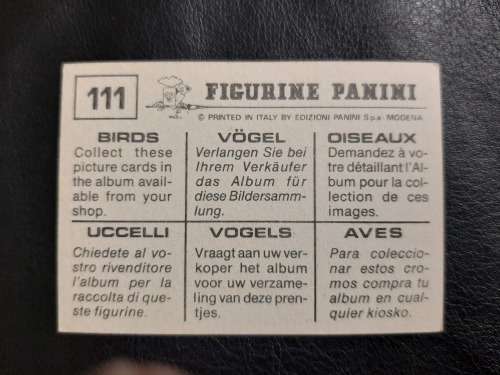 111
FIGURINE PANINI
© PRINTED IN ITALY BY EDIZIONI PANINI S.p.a. MODENA
BIRDS
Collect these
picture cards in
the album avail-
able from your
shop.
VÖGEL
Verlangen Sie bei
Ihrem Verkäufer
das Album für
diese Bildersamm-
lung.
OISEAUX
Demandez à vo-
tre détaillant l'Al-
bum pour la col-
lection de ces
images.
UCCELLI
Chiedete al vo-
stro rivenditore
l'album per la
raccolta di que-
ste figurine.
VOGELS
Vraagt aan uw ver-
koper het album
voor uw verzame-
ling van deze pren-
tjes.
AVES
Para coleccio-
nar estos cro-
mos compra tu
album en cual-
quier kiosko.